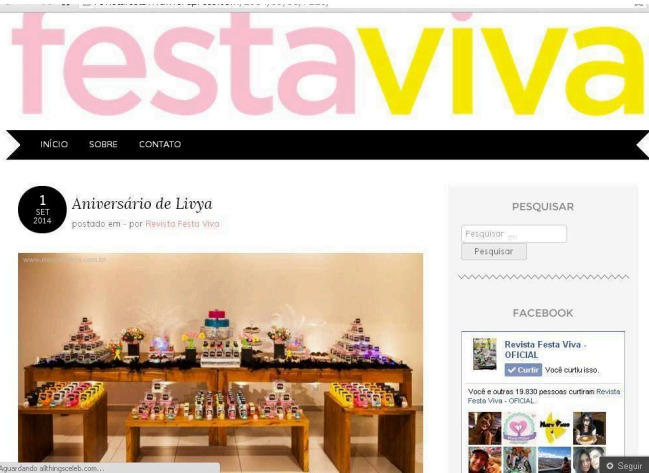 festaviva
INÍCIO SOBRE CONTATO
1
SET
2014
Aniversário de Livya
postado em - por Revista Festa Viva
PESQUISAR
Pesquisar ...
Pesquisar
FACEBOOK
Revista Festa Viva -
OFICIAL
Curtir Você curtiu isso.
Você e outras 19.830 pessoas curtiram Revista
Festa Viva - OFICIAL.
Aguardando allthingsceleb.com...
Seguir